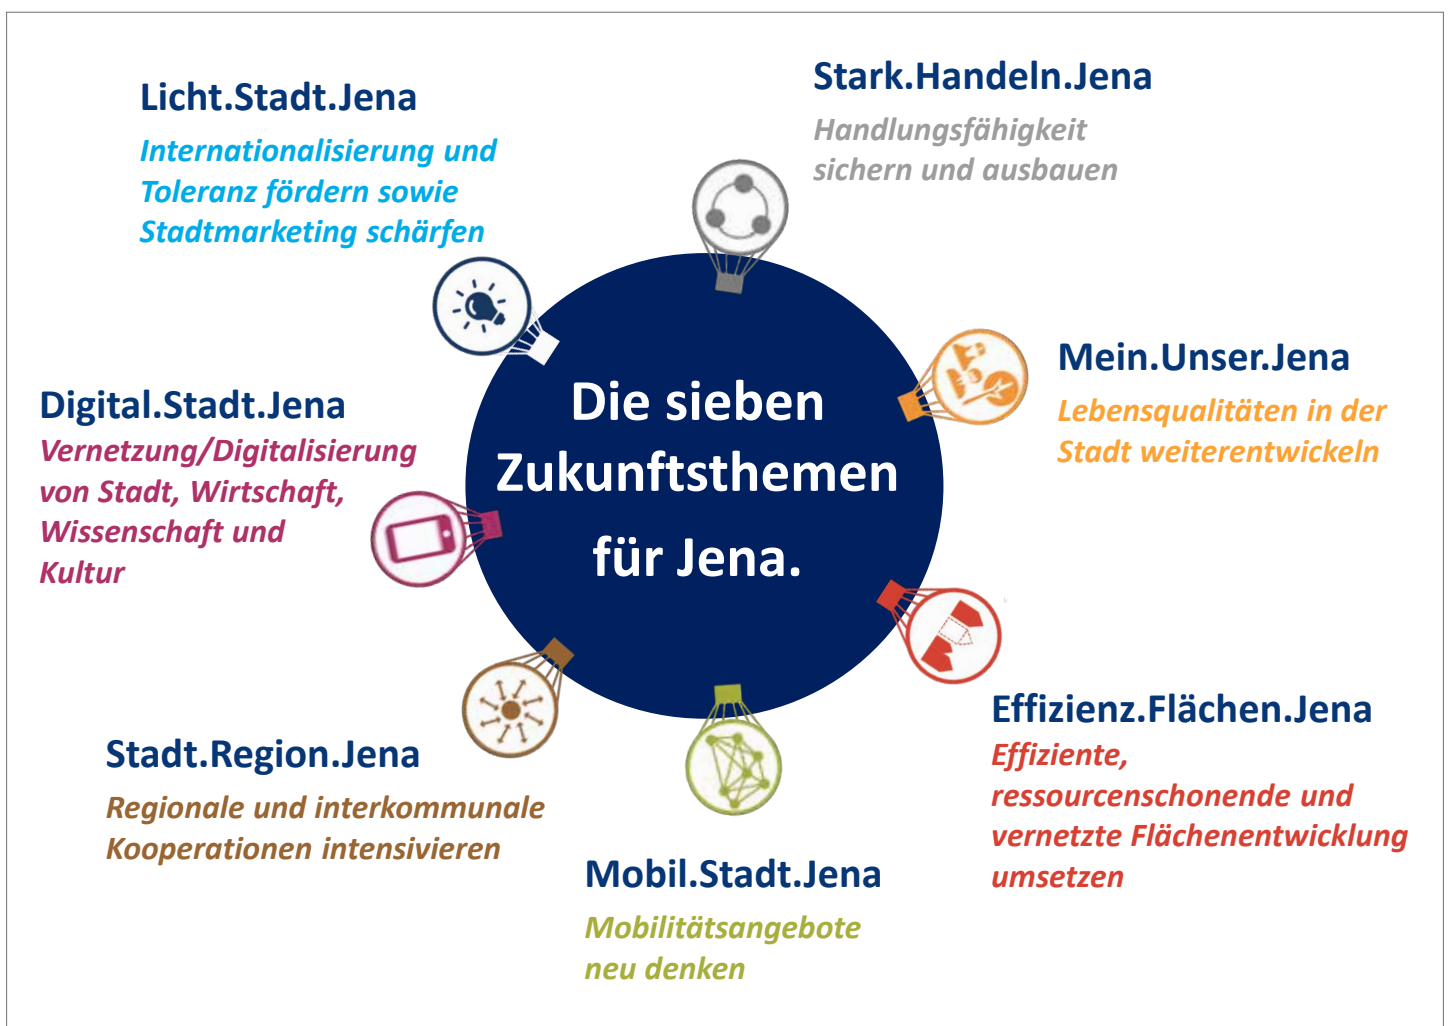 Die sieben
Zukunftsthemen
für Jena.
Licht.Stadt.Jena
Internationalisierung und
Toleranz fördern sowie
Stadtmarketing schärfen
Stark.Handeln.Jena
Handlungsfähigkeit
sichern und ausbauen
Mein.Unser.Jena
Lebensqualitäten in der
Stadt weiterentwickeln
Effizienz.Flächen.Jena
Effiziente,
ressourcenschonende und
vernetzte Flächenentwicklung
umsetzen
Mobil.Stadt.Jena
Mobilitätsangebote
neu denken
Stadt.Region.Jena
Regionale und interkommunale
Kooperationen intensivieren
Digital.Stadt.Jena
Vernetzung/Digitalisierung
von Stadt, Wirtschaft,
Wissenschaft und
Kultur